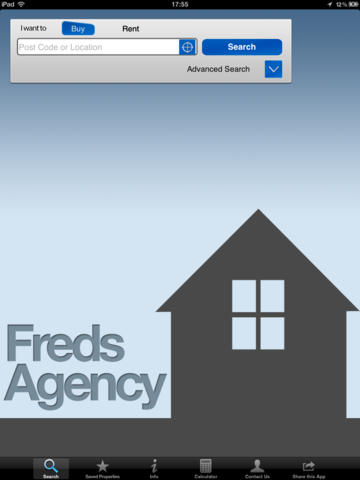 iPad 17:55 12%
I want to Buy Rent
Post Code or Location Search
Advanced Search
Freds
Agency
Search Saved Properties Info Calculator Contact Us Share this App